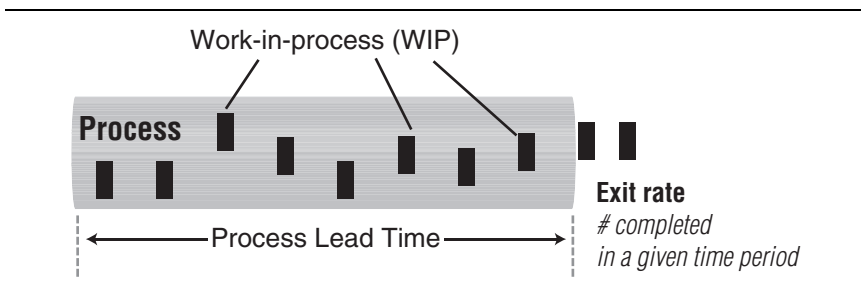 Work-in-process (WIP)
Process
Process Lead Time
Exit rate
# completed
in a given time period